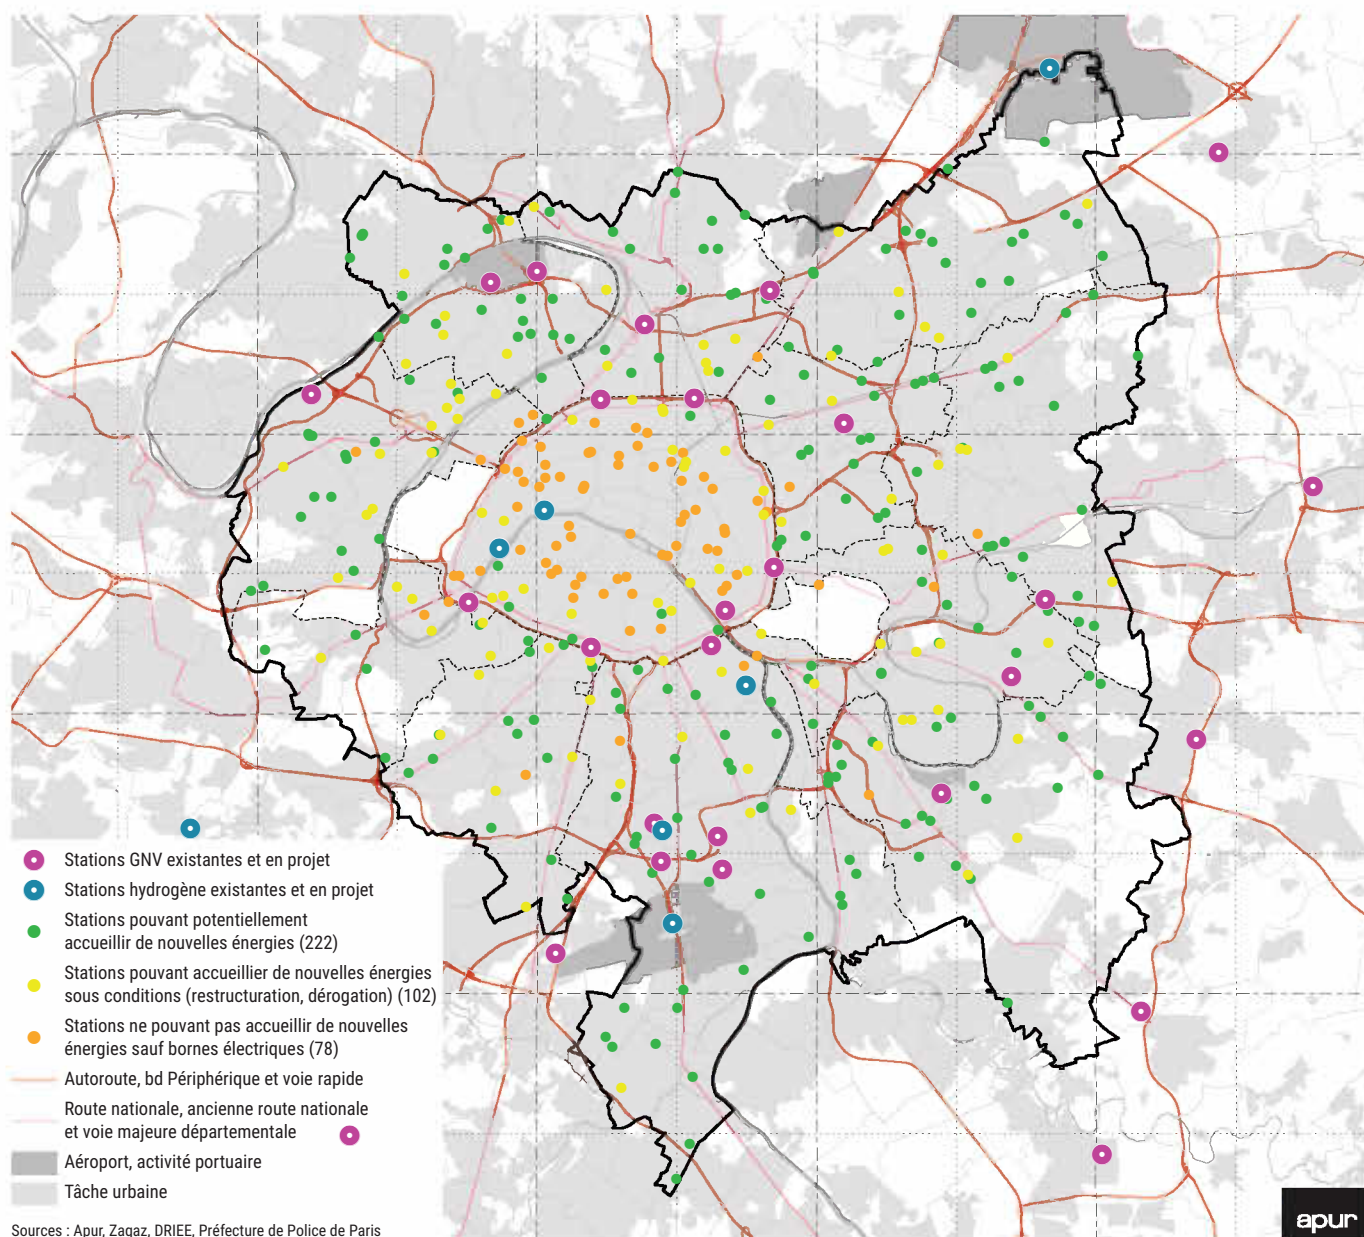 Stations GNV existantes et en projet
Stations hydrogène existantes et en projet
Stations pouvant potentiellement
accueillir de nouvelles énergies (222)
Stations pouvant accueillier de nouvelles énergies
sous conditions (restructuration, dérogation) (102)
Stations ne pouvant pas accueillir de nouvelles
énergies sauf bornes électriques (78)
Autoroute, bd Périphérique et voie rapide
Route nationale, ancienne route nationale
et voie majeure départementale
Aéroport, activité portuaire
Tâche urbaine
Sources : Apur, Zagaz, DRIEE, Préfecture de Police de Paris
apur